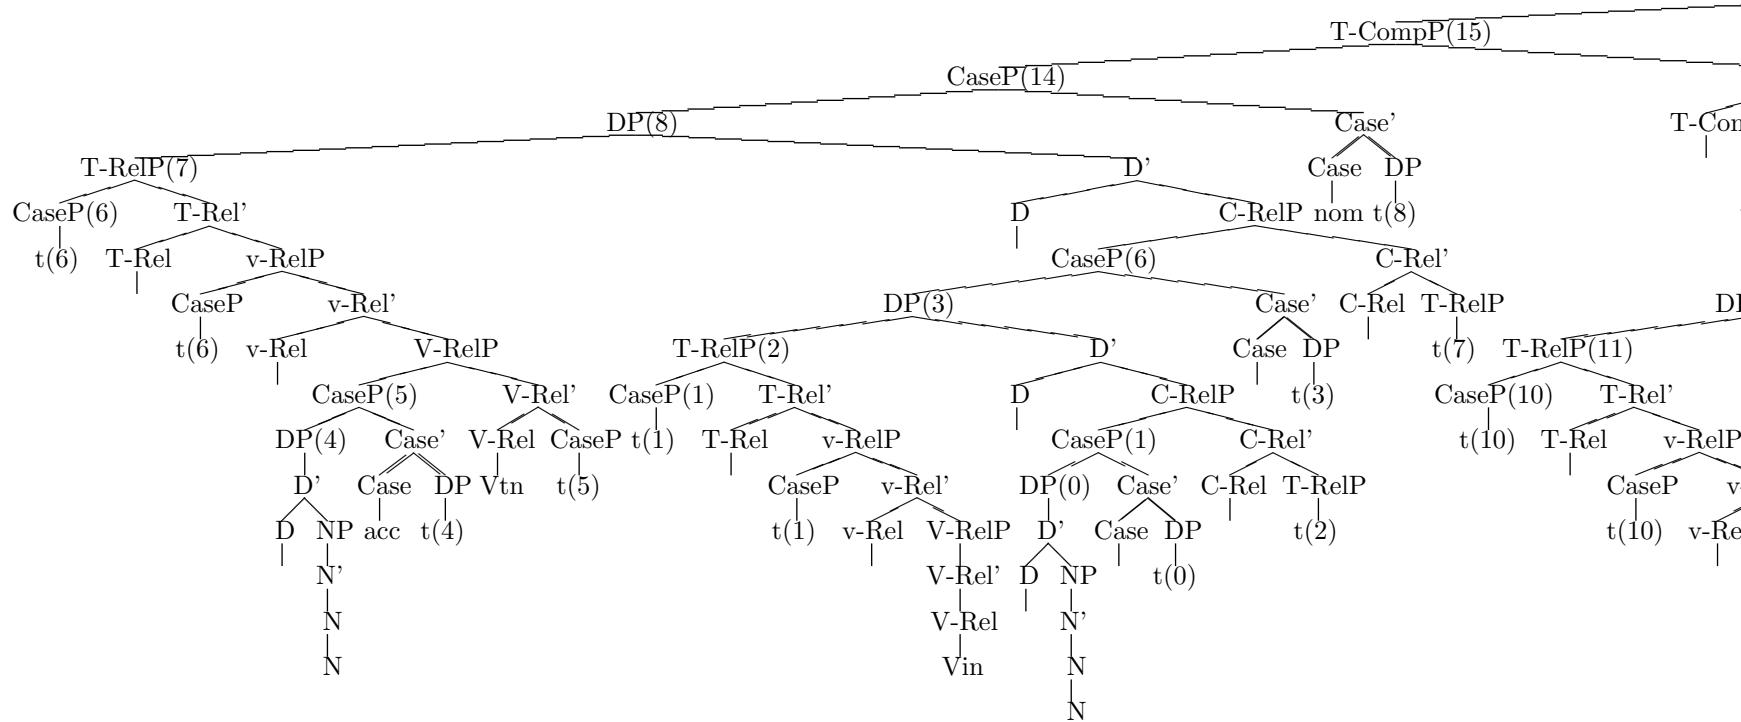 T-CompP(15)
CaseP(14)
DP(8) Case' T-Con
T-RelP(7) D' Case DP
CaseP(6) T-Rel' D C-RelP nom t(8)
t(6) T-Rel v-RelP CaseP(6) C-Rel'
CaseP v-Rel' DP(3) Case' C-Rel T-RelP
t(6) v-Rel V-RelP T-RelP(2) D' Case DP t(7) T-RelP(11)
CaseP(5) V-Rel' CaseP(1) T-Rel' D C-RelP t(3) CaseP(10) T-Rel'
DP(4) Case' V-Rel CaseP t(1) T-Rel v-RelP CaseP(1) C-Rel' t(10) T-Rel v-RelP
D' Case DP Vtn t(5) CaseP v-Rel' DP(0) Case' C-Rel T-RelP CaseP
D NP acc t(4) t(1) v-Rel V-RelP D' Case DP t(2) t(10) v-Re
N' V-Rel' D NP t(0)
N V-Rel N'
N Vin N
N